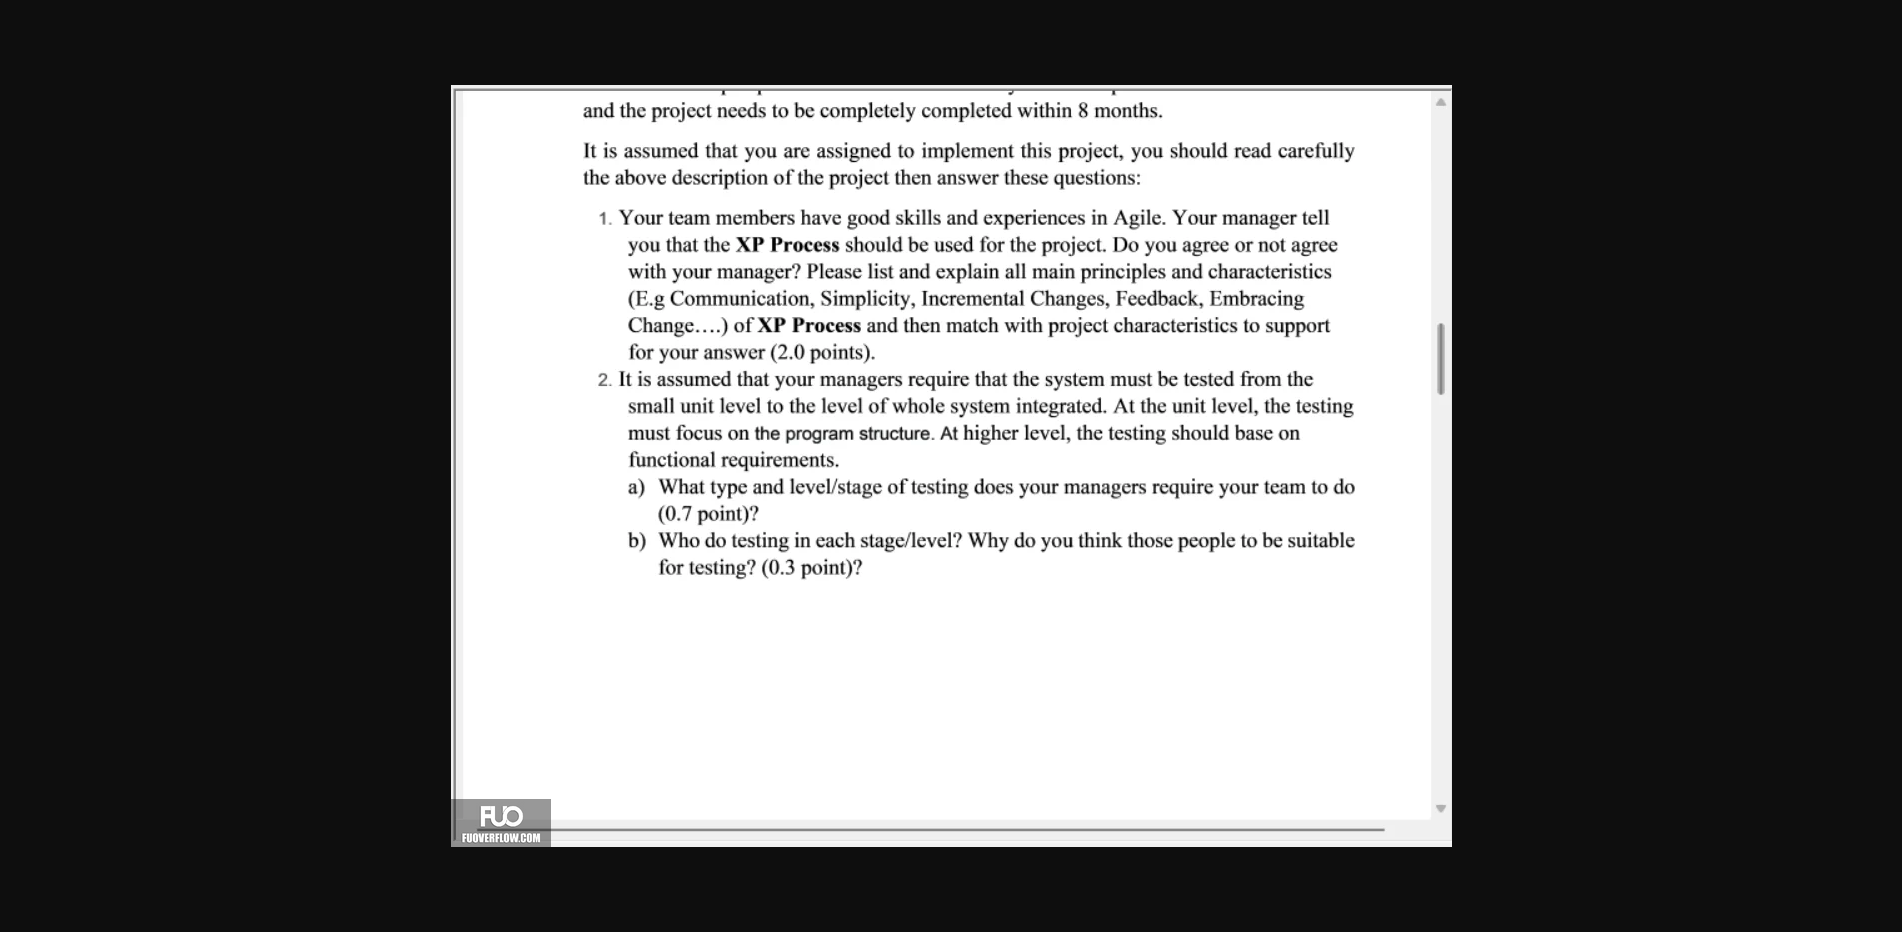 and the project needs to be completely completed within 8 months.
It is assumed that you are assigned to implement this project, you should read carefully
the above description of the project then answer these questions:
1. Your team members have good skills and experiences in Agile. Your manager tell
you that the XP Process should be used for the project. Do you agree or not agree
with your manager? Please list and explain all main principles and characteristics
(E.g Communication, Simplicity, Incremental Changes, Feedback, Embracing
Change….) of XP Process and then match with project characteristics to support
for your answer (2.0 points).
2. It is assumed that your managers require that the system must be tested from the
small unit level to the level of whole system integrated. At the unit level, the testing
must focus on the program structure. At higher level, the testing should base on
functional requirements.
a) What type and level/stage of testing does your managers require your team to do
(0.7 point)?
b) Who do testing in each stage/level? Why do you think those people to be suitable
for testing? (0.3 point)?
FUO
FUOVERFLOW.COM